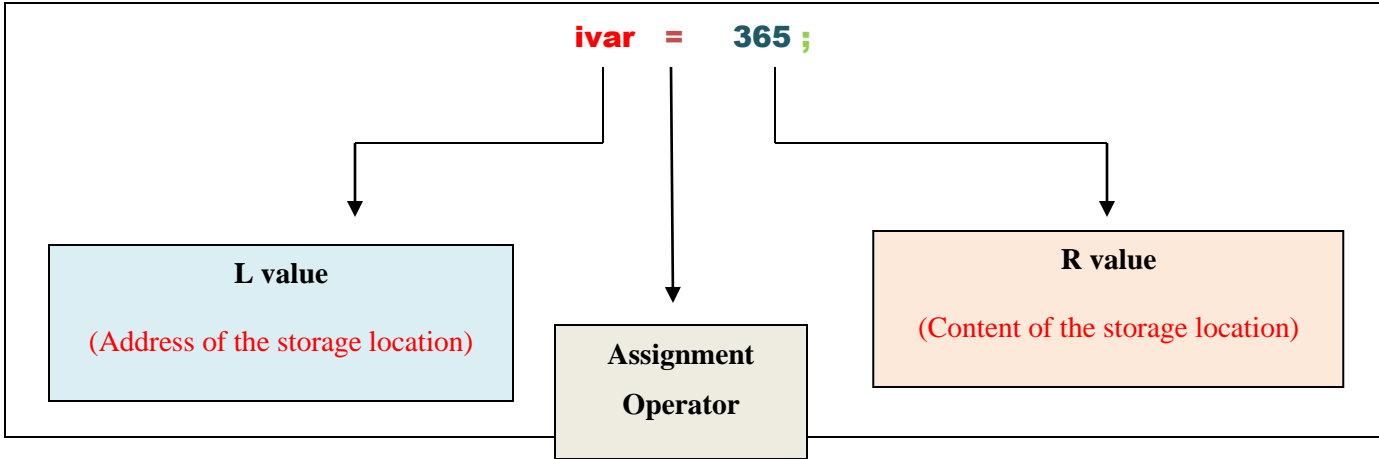 ivar = 365 ;
L value
(Address of the storage location)
R value
(Content of the storage location)
Assignment
Operator